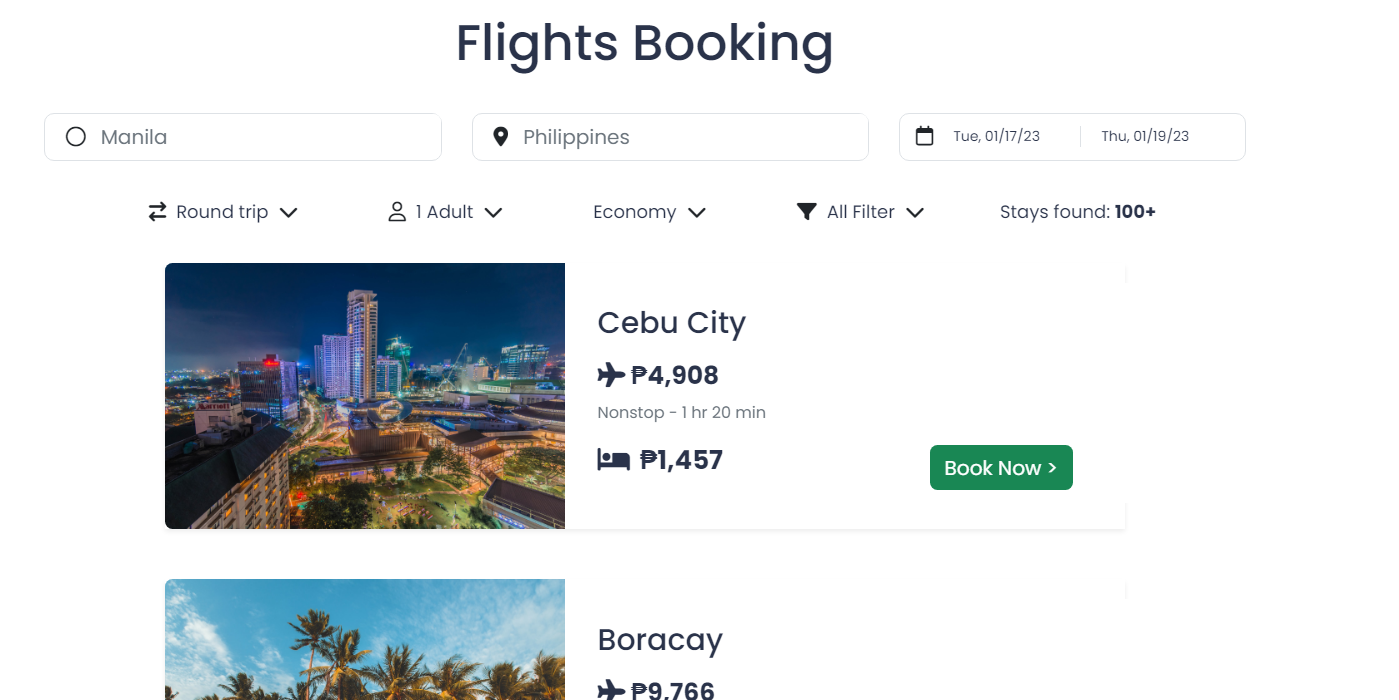 Flights Booking
Manila
Philippines
Tue, 01/17/23
Thu, 01/19/23
Round trip
1 Adult
Economy
All Filter
Stays found: 100+
Cebu City
₱4,908
Nonstop - 1 hr 20 min
₱1,457
Book Now >
Boracay
₱9,766